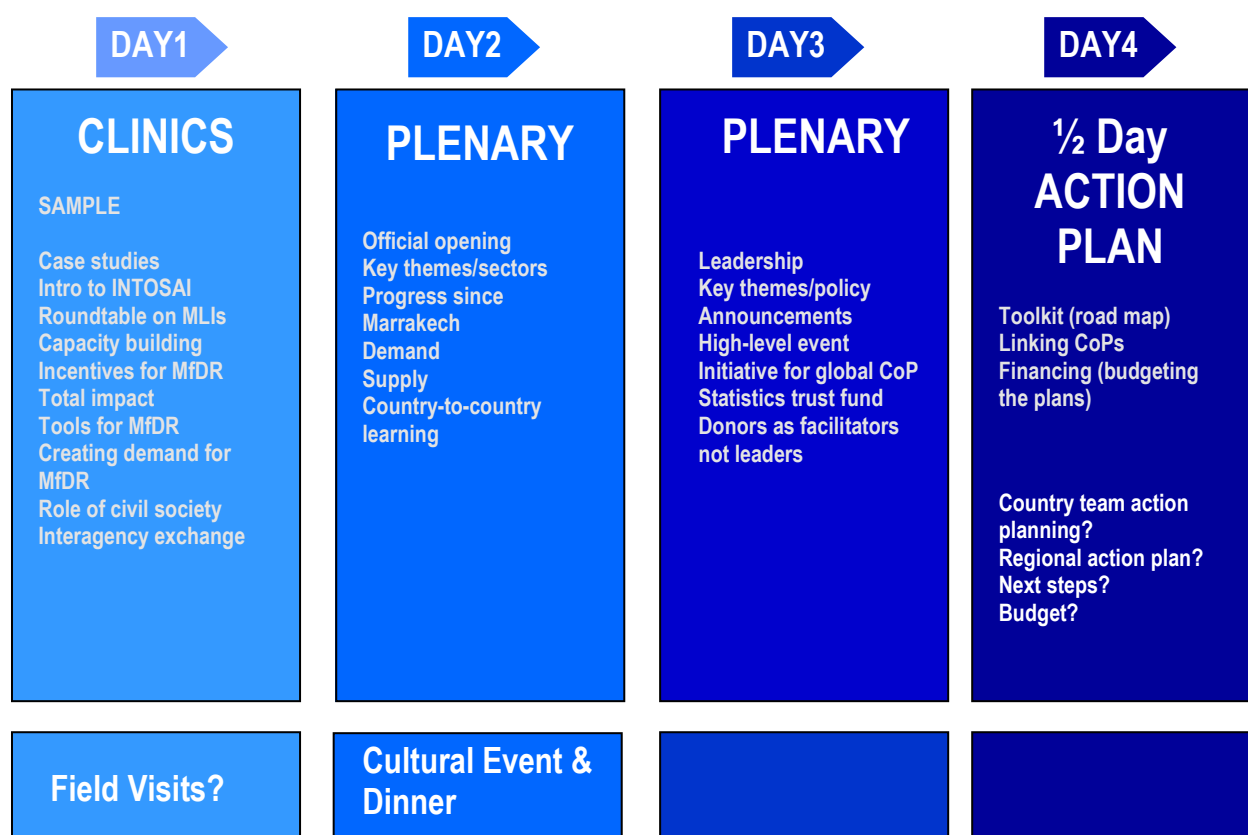 DAY1
CLINICS
SAMPLE
Case studies
Intro to INTOSAI
Roundtable on MLIs
Capacity building
Incentives for MfDR
Total impact
Tools for MfDR
Creating demand for
MfDR
Role of civil society
Interagency exchange
Field Visits?
DAY2
PLENARY
Official opening
Key themes/sectors
Progress since
Marrakech
Demand
Supply
Country-to-country
learning
Cultural Event &
Dinner
DAY3
PLENARY
Leadership
Key themes/policy
Announcements
High-level event
Initiative for global CoP
Statistics trust fund
Donors as facilitators
not leaders
DAY4
½ Day
ACTION
PLAN
Toolkit (road map)
Linking CoPs
Financing (budgeting
the plans)
Country team action
planning?
Regional action plan?
Next steps?
Budget?